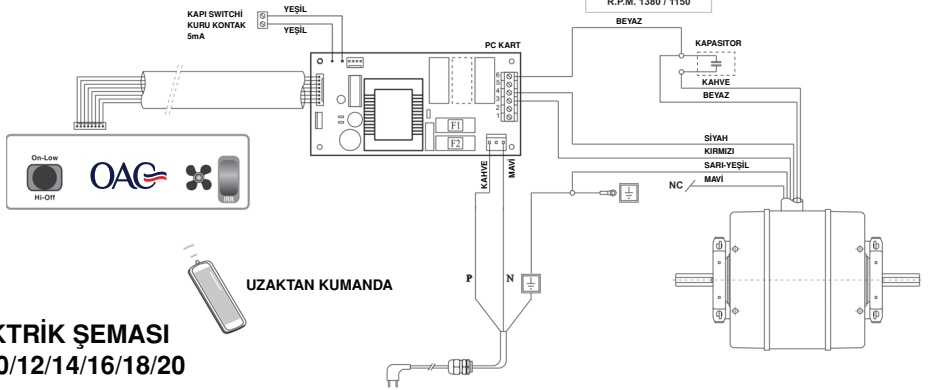 R.P.M. 1380 / 1150
KAPI SWITCHİ
KURU KONTAK
5mA
YEŞİL
YEŞİL
PC KART
BEYAZ
KAPASITOR
KAHVE
BEYAZ
6
5
4
3
2
1
F1
F2
SİYAH
KIRMIZI
SARI-YEŞİL
MAVİ
NC
KAHVE
MAVİ
On-Low
Hi-Off
OAC
IRR
P
N
UZAKTAN KUMANDA
KTRİK ŞEMASI
0/12/14/16/18/20